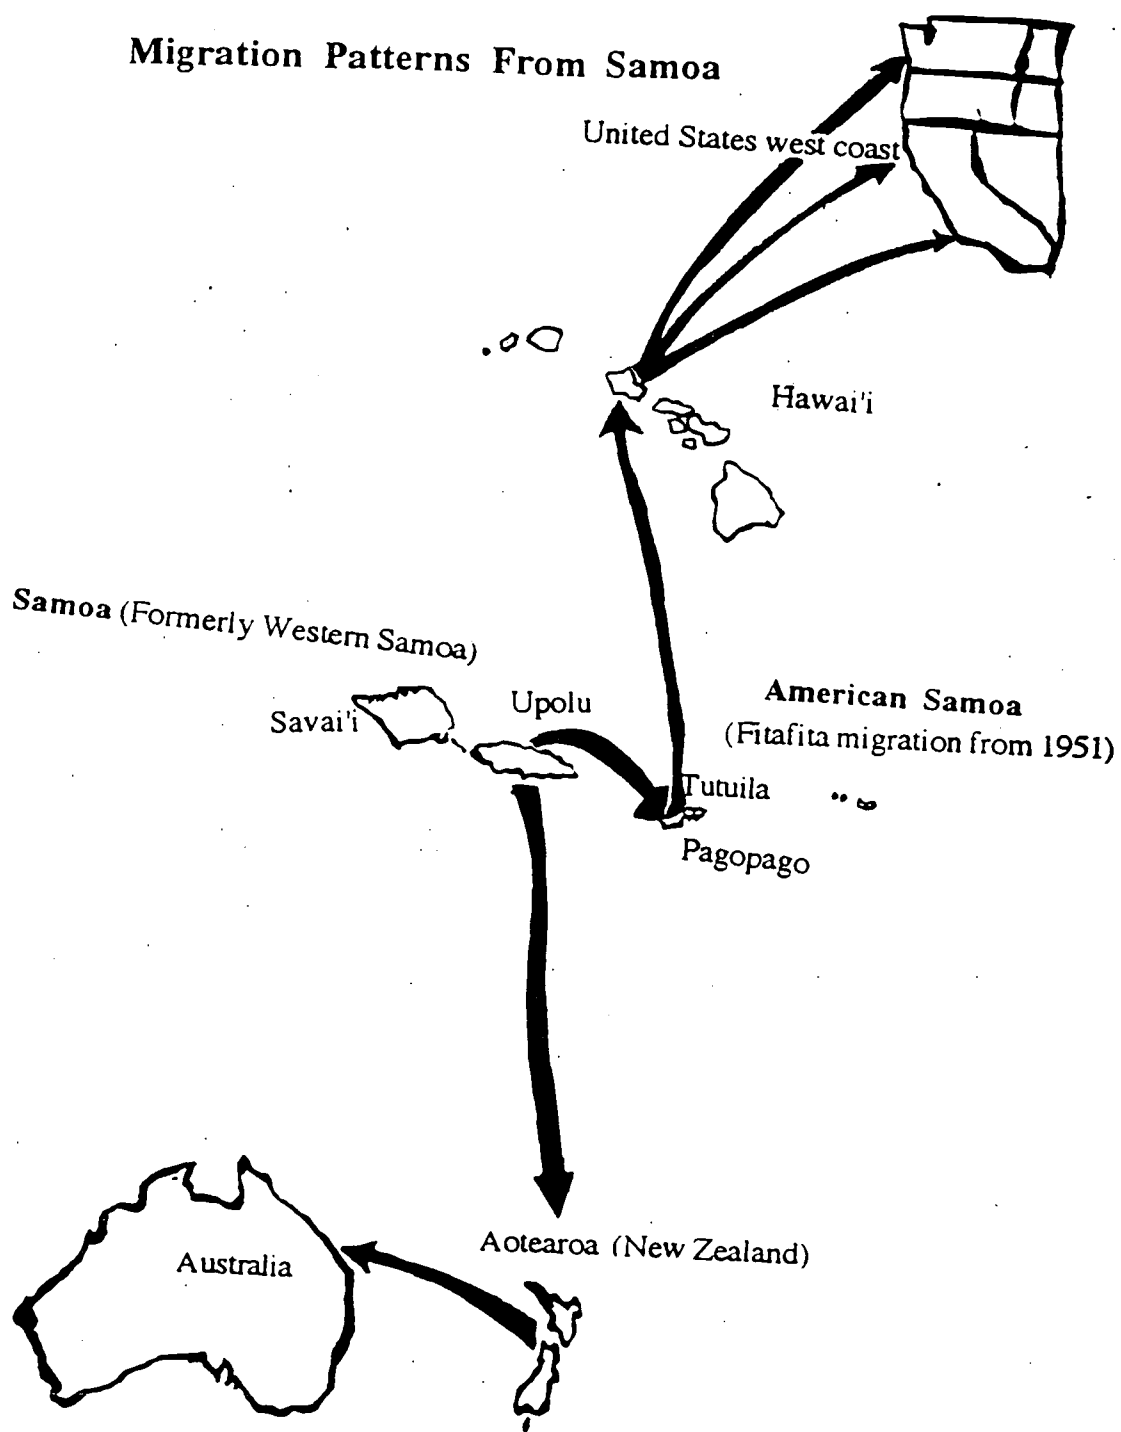 Migration Patterns From Samoa
United States west coast
Hawai'i
Samoa (Formerly Western Samoa)
Savai'i
Upolu
American Samoa
(Fitafita migration from 1951)
Tutuila
Pagopago
Aotearoa (New Zealand)
Australia